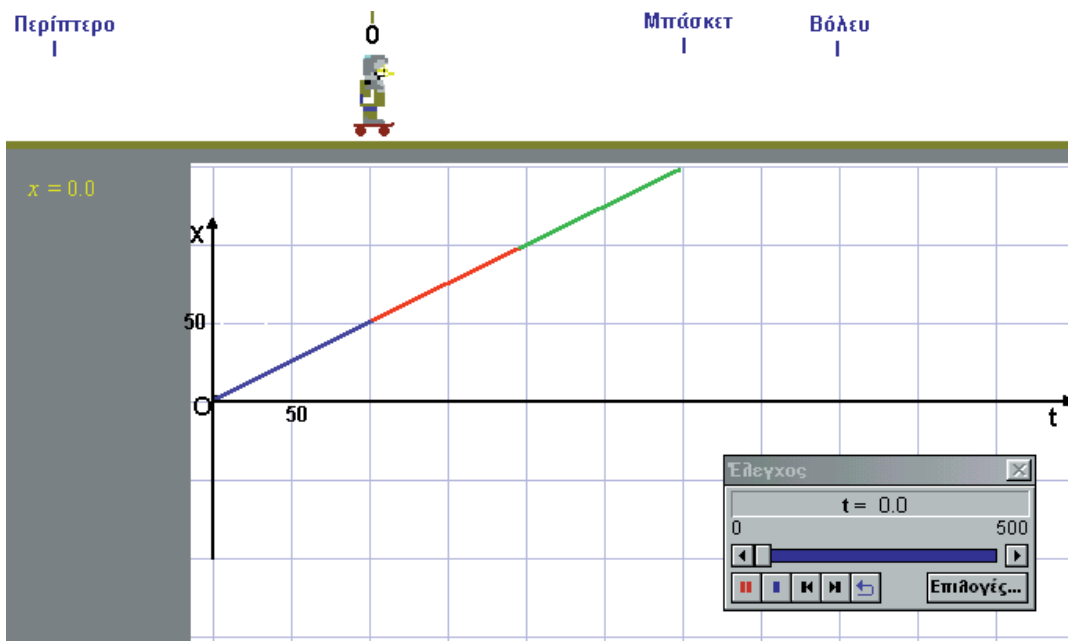 Περίπτερο
0
Μπάσκετ
Βόλευ
x = 0.0
x
50
O
50
t
Έλεγχος
t = 0.0
0
500
Επιλογές...